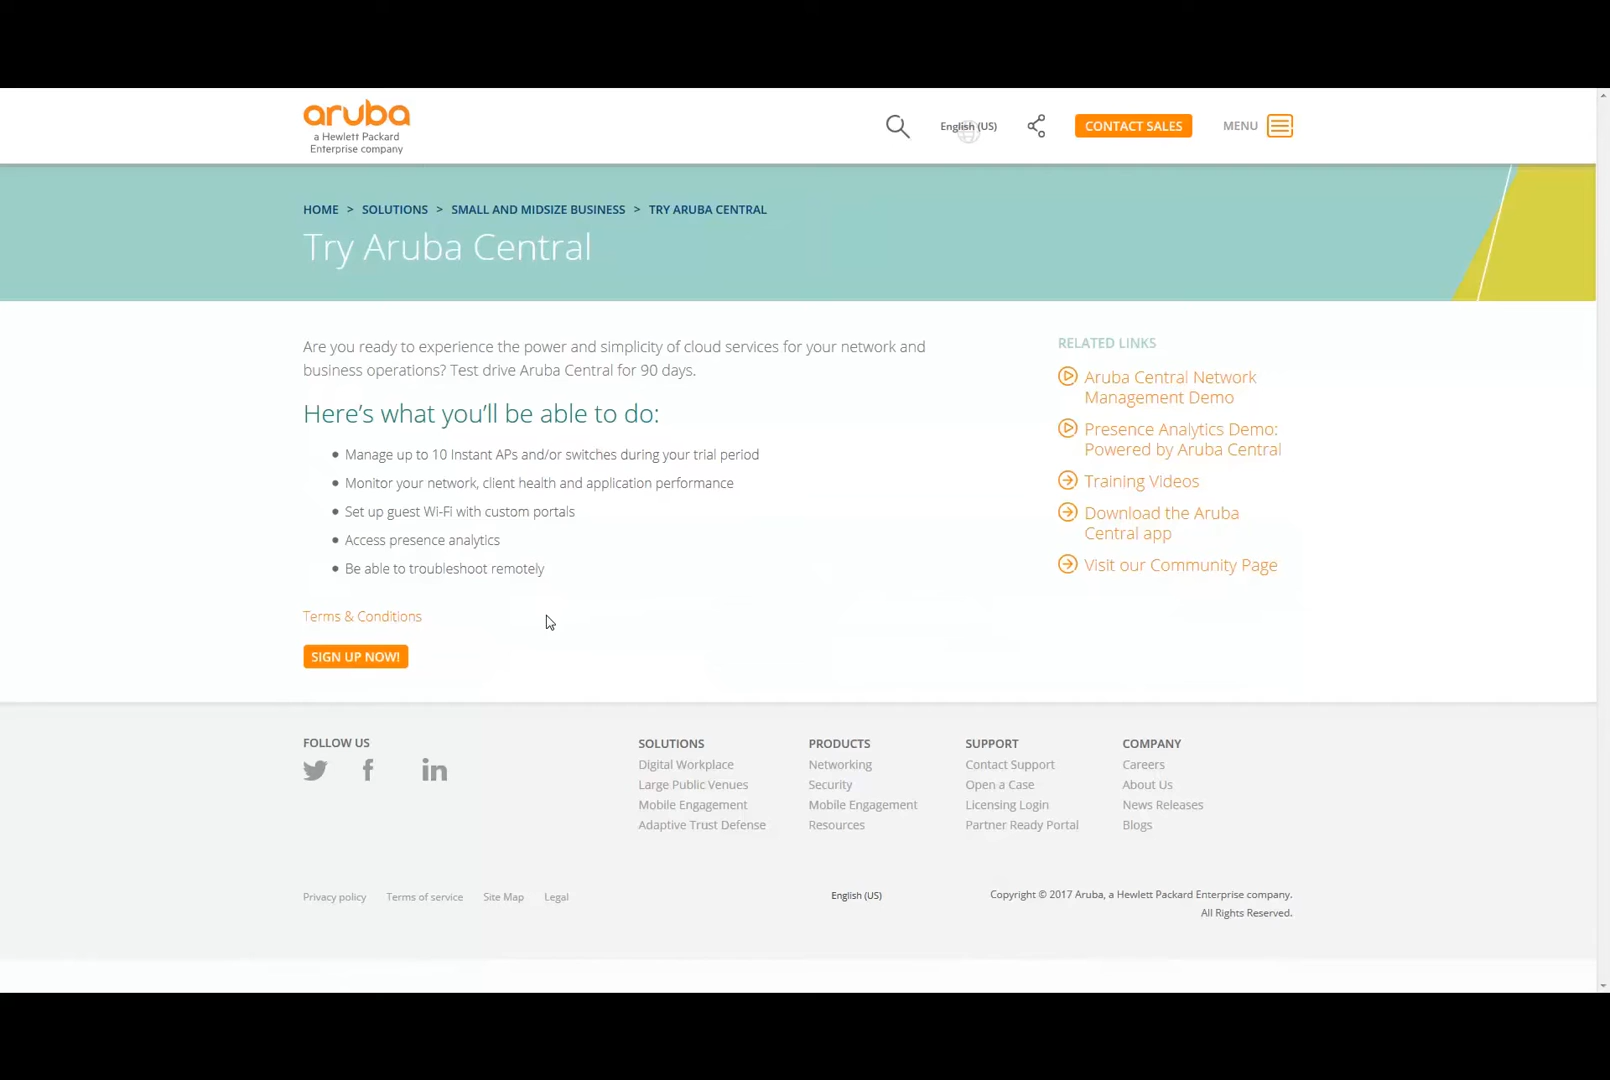 aruba
a Hewlett Packard
Enterprise company
English (US)
CONTACT SALES
MENU
HOME > SOLUTIONS > SMALL AND MIDSIZE BUSINESS > TRY ARUBA CENTRAL
Try Aruba Central
Are you ready to experience the power and simplicity of cloud services for your network and
business operations? Test drive Aruba Central for 90 days.
Here’s what you’ll be able to do:
Manage up to 10 Instant APs and/or switches during your trial period
Monitor your network, client health and application performance
Set up guest Wi-Fi with custom portals
Access presence analytics
Be able to troubleshoot remotely
Terms & Conditions
SIGN UP NOW!
RELATED LINKS
Aruba Central Network
Management Demo
Presence Analytics Demo:
Powered by Aruba Central
Training Videos
Download the Aruba
Central app
Visit our Community Page
FOLLOW US
SOLUTIONS
Digital Workplace
Large Public Venues
Mobile Engagement
Adaptive Trust Defense
PRODUCTS
Networking
Security
Mobile Engagement
Resources
SUPPORT
Contact Support
Open a Case
Licensing Login
Partner Ready Portal
COMPANY
Careers
About Us
News Releases
Blogs
Privacy policy
Terms of service
Site Map
Legal
English (US)
Copyright © 2017 Aruba, a Hewlett Packard Enterprise company.
All Rights Reserved.